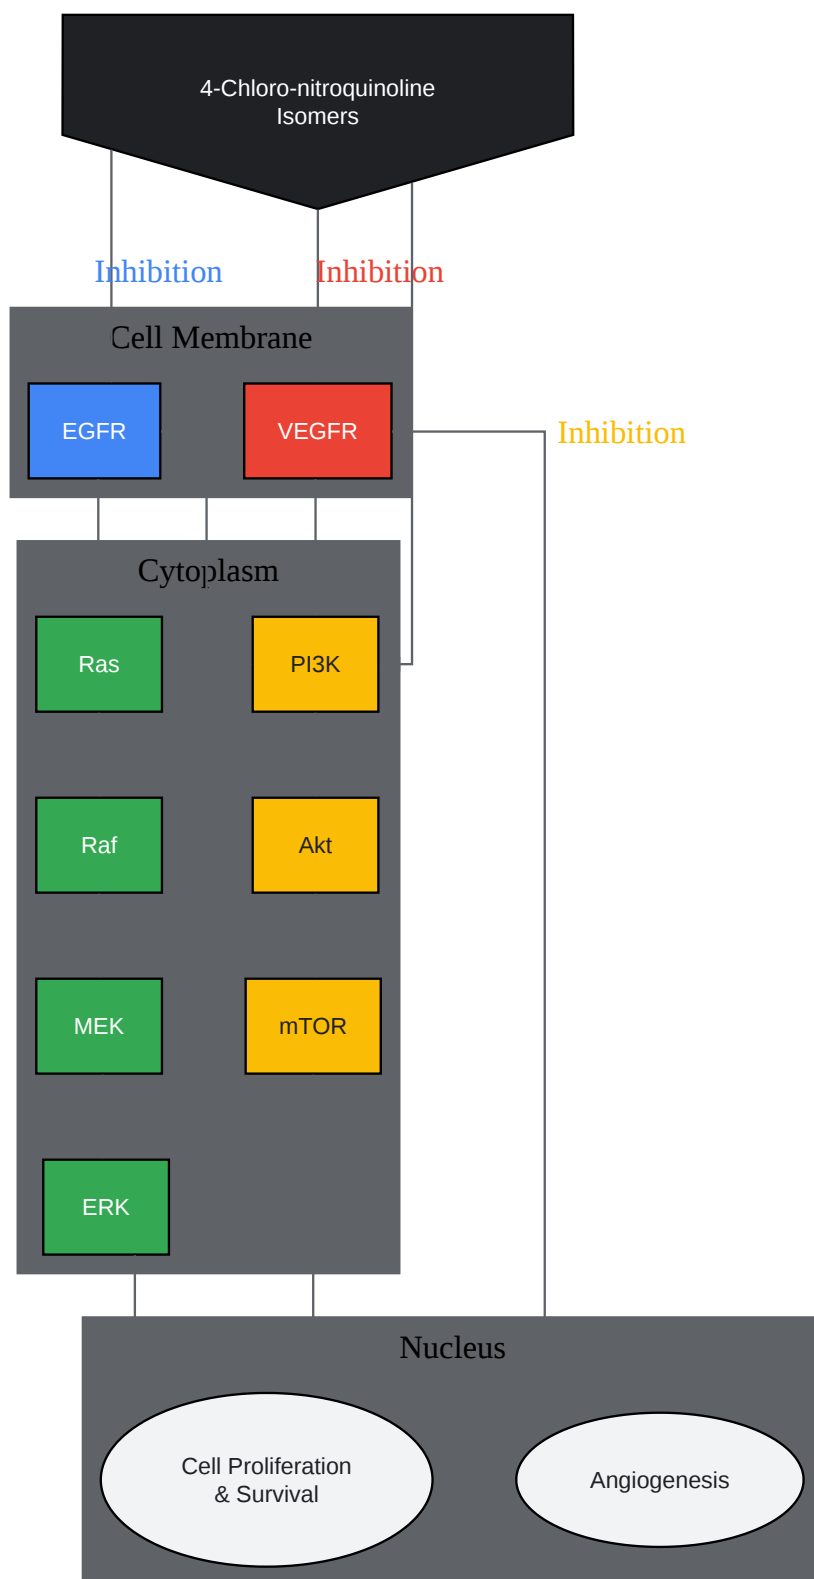 4-Chloro-nitroquinoline
Isomers
Inhibition
Inhibition
Cell Membrane
EGFR
VEGFR
Inhibition
Cytoplasm
Ras
PI3K
Raf
Akt
MEK
mTOR
ERK
Nucleus
Cell Proliferation
& Survival
Angiogenesis